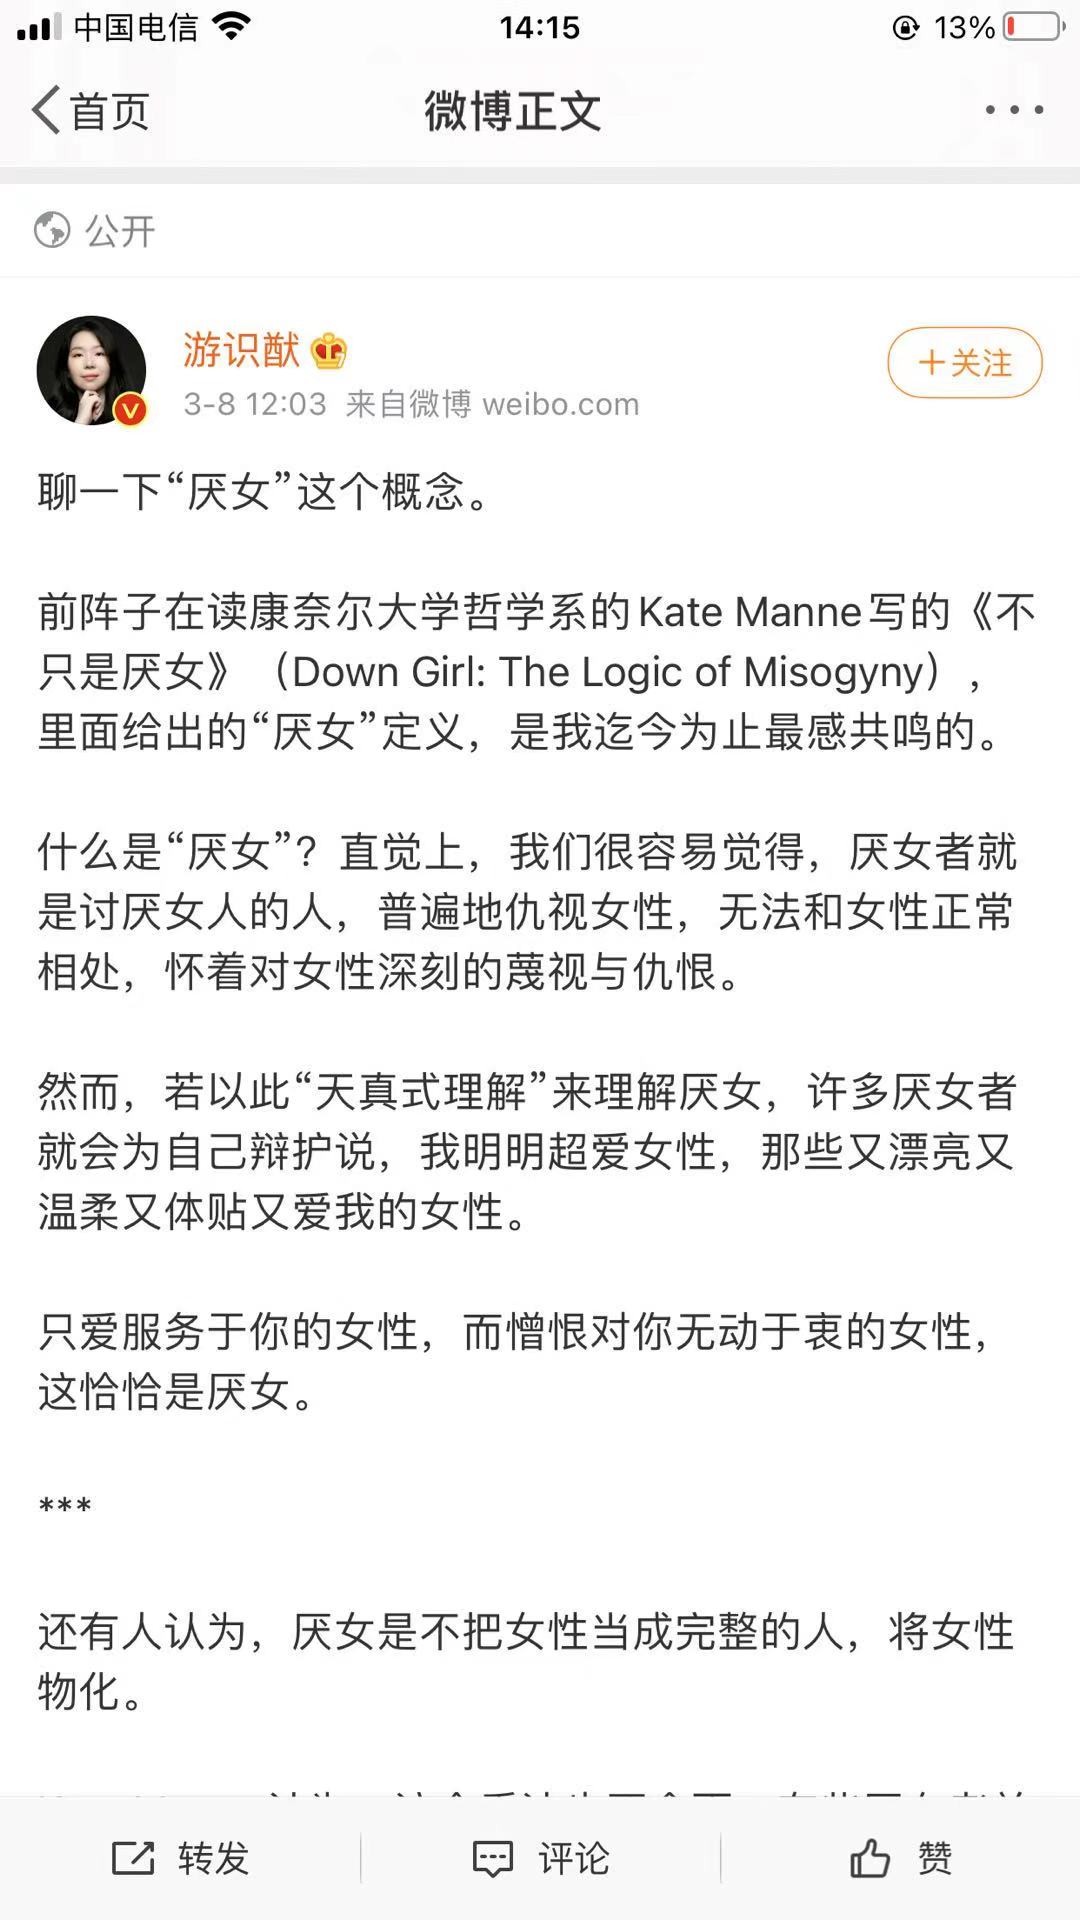 中国电信 14:15 13%
首页 微博正文
公开
游识猷
+关注
3-8 12:03 来自微博 weibo.com
聊一下“厌女”这个概念。
前阵子在读康奈尔大学哲学系的Kate Manne写的《不
只是厌女》（Down Girl: The Logic of Misogyny），
里面给出的“厌女”定义，是我迄今为止最感共鸣的。
什么是“厌女”？直觉上，我们很容易觉得，厌女者就
是讨厌女人的人，普遍地仇视女性，无法和女性正常
相处，怀着对女性深刻的蔑视与仇恨。
然而，若以此“天真式理解”来理解厌女，许多厌女者
就会为自己辩护说，我明明超爱女性，那些又漂亮又
温柔又体贴又爱我的女性。
只爱服务于你的女性，而憎恨对你无动于衷的女性，
这恰恰是厌女。
***
还有人认为，厌女是不把女性当成完整的人，将女性
物化。
转发 评论 赞